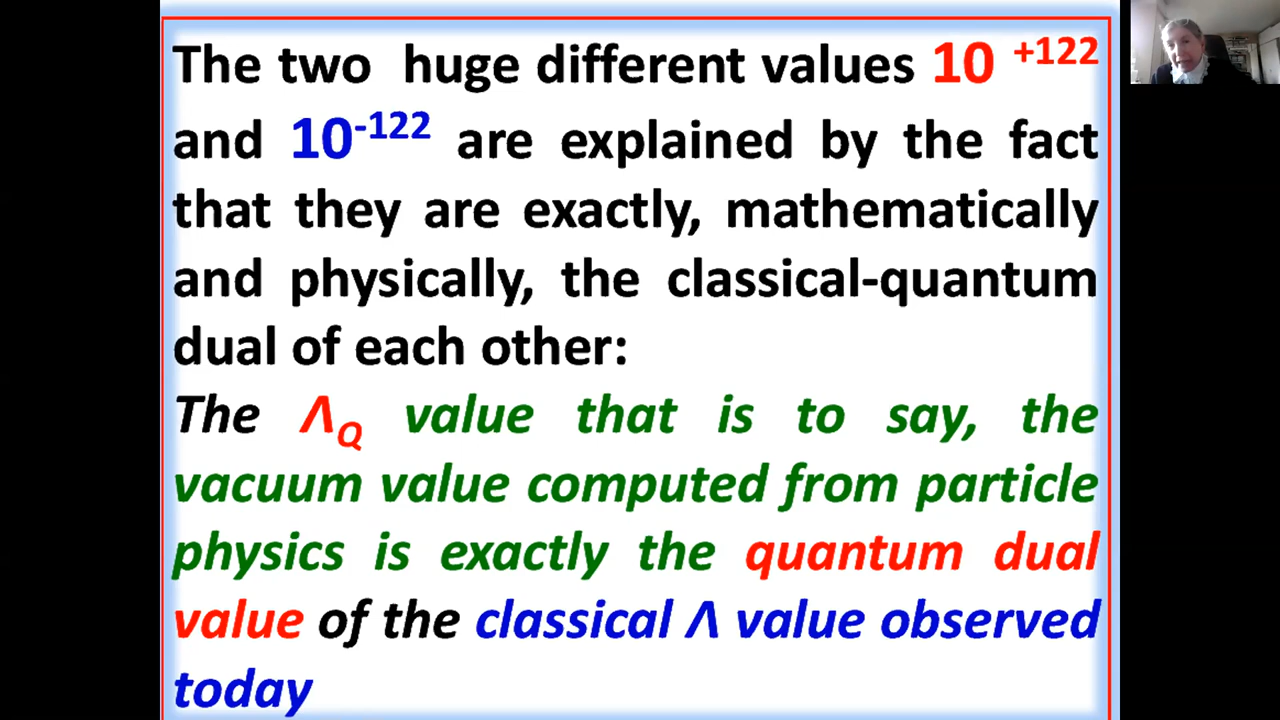 The two huge different values 10 +122
and 10-122 are explained by the fact
that they are exactly, mathematically
and physically, the classical-quantum
dual of each other:
The ΛQ value that is to say, the
vacuum value computed from particle
physics is exactly the quantum dual
value of the classical Λ value observed
today